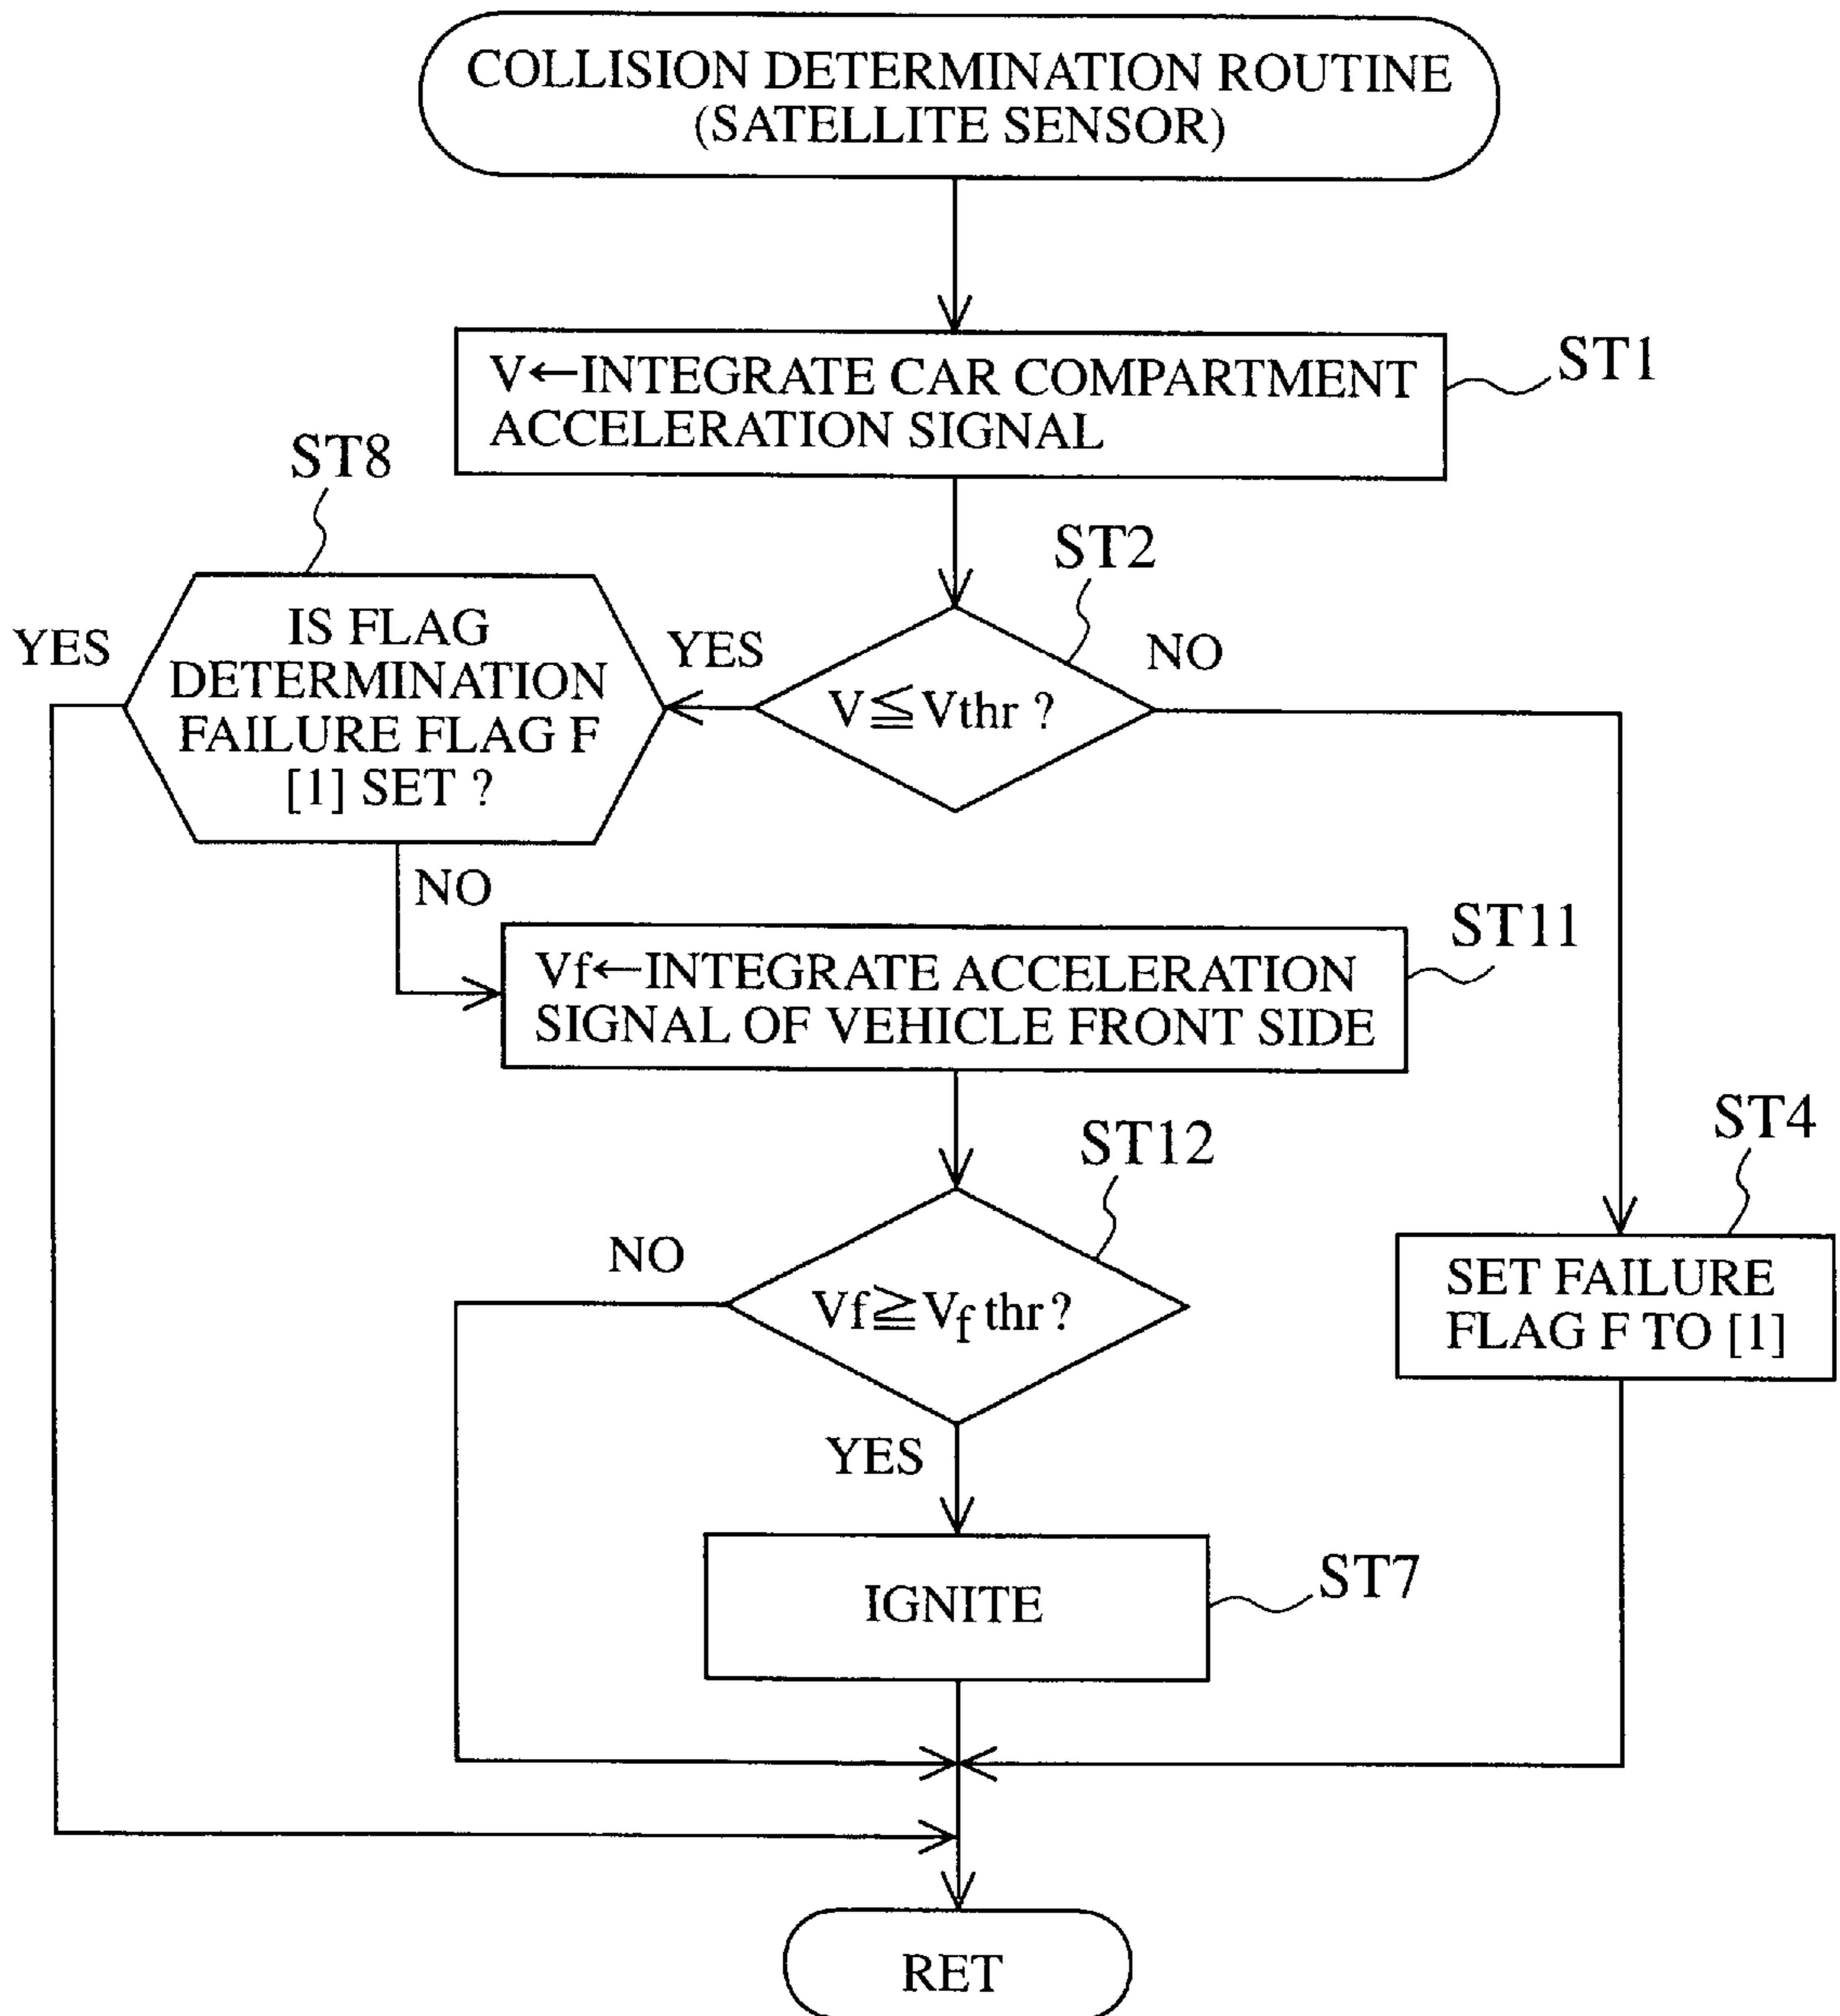 COLLISION DETERMINATION ROUTINE
(SATELLITE SENSOR)
V←INTEGRATE CAR COMPARTMENT
ACCELERATION SIGNAL
ST1
ST8
ST2
YES
IS FLAG
DETERMINATION
FAILURE FLAG F
[1] SET ?
YES
V≦Vthr ?
NO
NO
Vf←INTEGRATE ACCELERATION
SIGNAL OF VEHICLE FRONT SIDE
ST11
ST12
NO
Vf≧Vf thr ?
ST4
SET FAILURE
FLAG F TO [1]
YES
IGNITE
ST7
RET